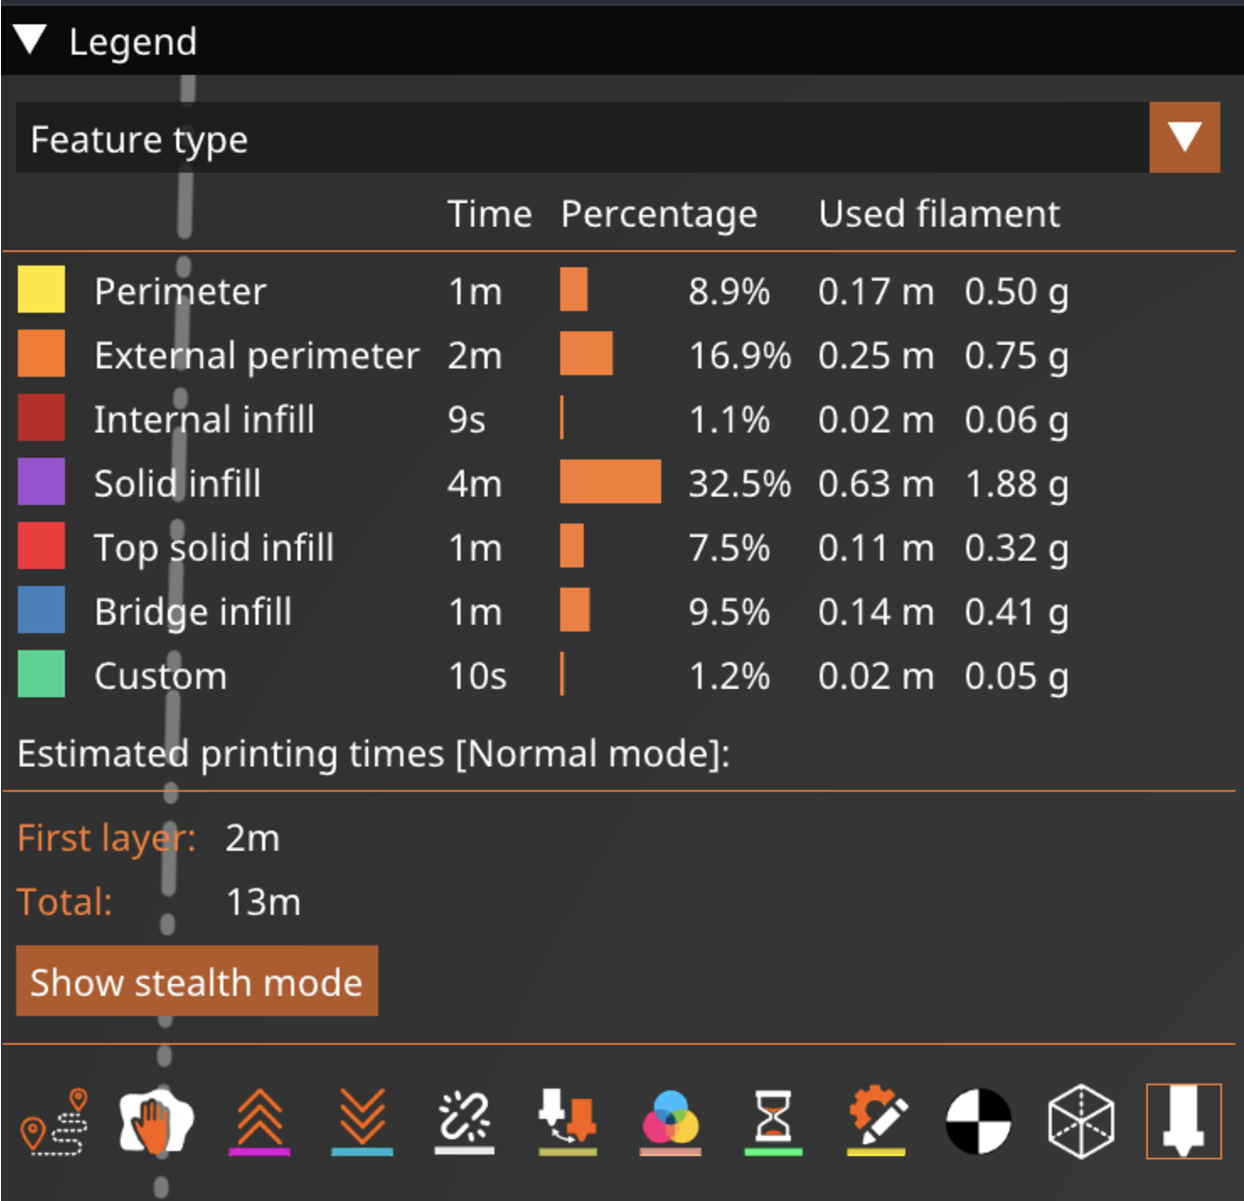 Legend
Feature type
Time Percentage Used filament
Perimeter 1m 8.9% 0.17 m 0.50 g
External perimeter 2m 16.9% 0.25 m 0.75 g
Internal infill 9s 1.1% 0.02 m 0.06 g
Solid infill 4m 32.5% 0.63 m 1.88 g
Top solid infill 1m 7.5% 0.11 m 0.32 g
Bridge infill 1m 9.5% 0.14 m 0.41 g
Custom 10s 1.2% 0.02 m 0.05 g
Estimated printing times [Normal mode]:
First layer: 2m
Total: 13m
Show stealth mode